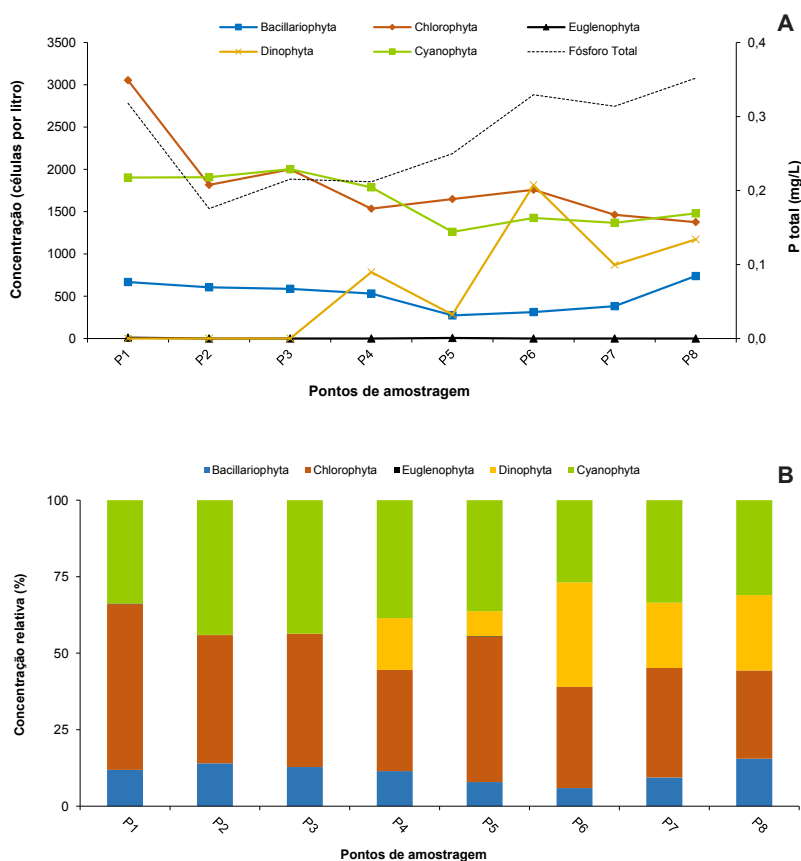 A
Bacillariophyta Chlorophyta Euglenophyta
Dinophyta Cyanophyta Fósforo Total
3500 0,4
3000
2500 0,3
2000
0,2
1500
1000 0,1
500
0 0,0
Concentração (células por litro)
P total (mg/L)
P1 P2 P3 P4 P5 P6 P7 P8
Pontos de amostragem
B
Bacillariophyta Chlorophyta Euglenophyta Dinophyta Cyanophyta
100
75
50
25
0
Concentração relativa (%)
P1 P2 P3 P4 P5 P6 P7 P8
Pontos de amostragem